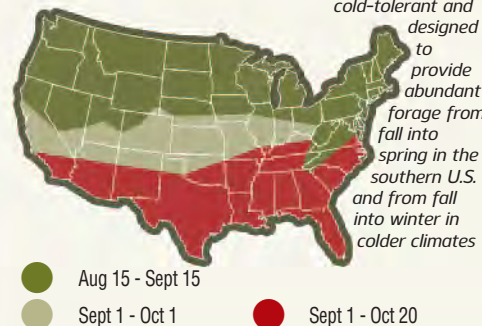 cold-tolerant and
designed
to
provide
abundant
forage from
fall into
spring in the
southern U.S.
and from fall
into winter in
colder climates
Aug 15 - Sept 15
Sept 1 - Oct 1
Sept 1 - Oct 20